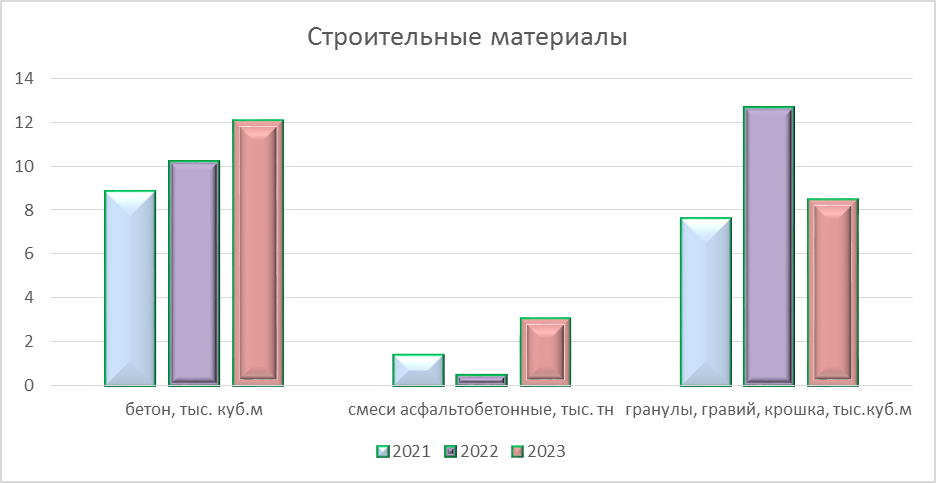 Строительные материалы
14
12
10
8
6
4
2
0
бетон, тыс. куб.м
смеси асфальтобетонные, тыс. тн
гранулы, гравий, крошка, тыс.куб.м
2021 2022 2023